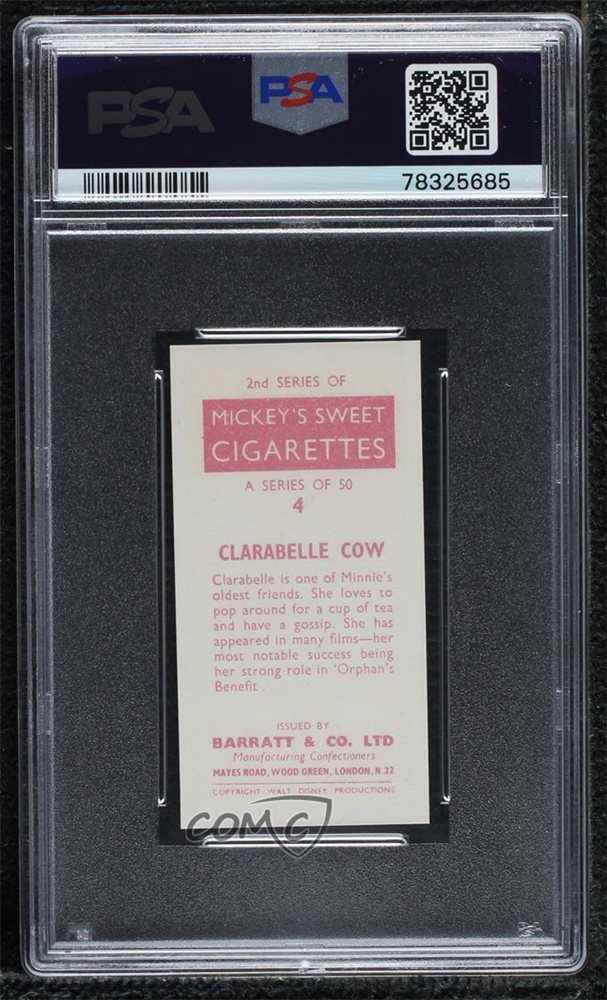 PSA
PSA
78325685
2nd SERIES OF
MICKEY'S SWEET
CIGARETTES
A SERIES OF 50
4
CLARABELLE COW
Clarabelle is one of Minnie's
oldest friends. She loves to
pop around for a cup of tea
and have a gossip. She has
appeared in many films—her
most notable success being
her strong role in 'Orphan's
Benefit.
ISSUED BY
BARRATT & CO. LTD
Manufacturing Confectioners
MAYES ROAD, WOOD GREEN, LONDON, N.22
COPYRIGHT WALT DISNEY PRODUCTIONS
COMC